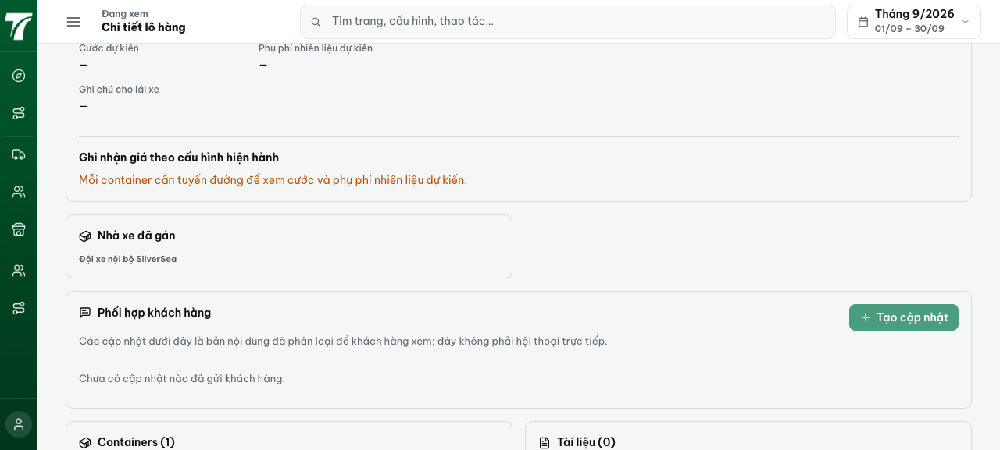 Đang xem
Chi tiết lô hàng
Tìm trang, cấu hình, thao tác...
Tháng 9/2026
01/09 – 30/09
Cước dự kiến
Phụ phí nhiên liệu dự kiến
—
—
Ghi chú cho lái xe
—
Ghi nhận giá theo cấu hình hiện hành
Mỗi container cần tuyến đường để xem cước và phụ phí nhiên liệu dự kiến.
Nhà xe đã gán
Đội xe nội bộ SilverSea
Phối hợp khách hàng
Tạo cập nhật
Các cập nhật dưới đây là bản nội dung đã phân loại để khách hàng xem; đây không phải hội thoại trực tiếp.
Chưa có cập nhật nào đã gửi khách hàng.
Containers (1)
Tài liệu (0)